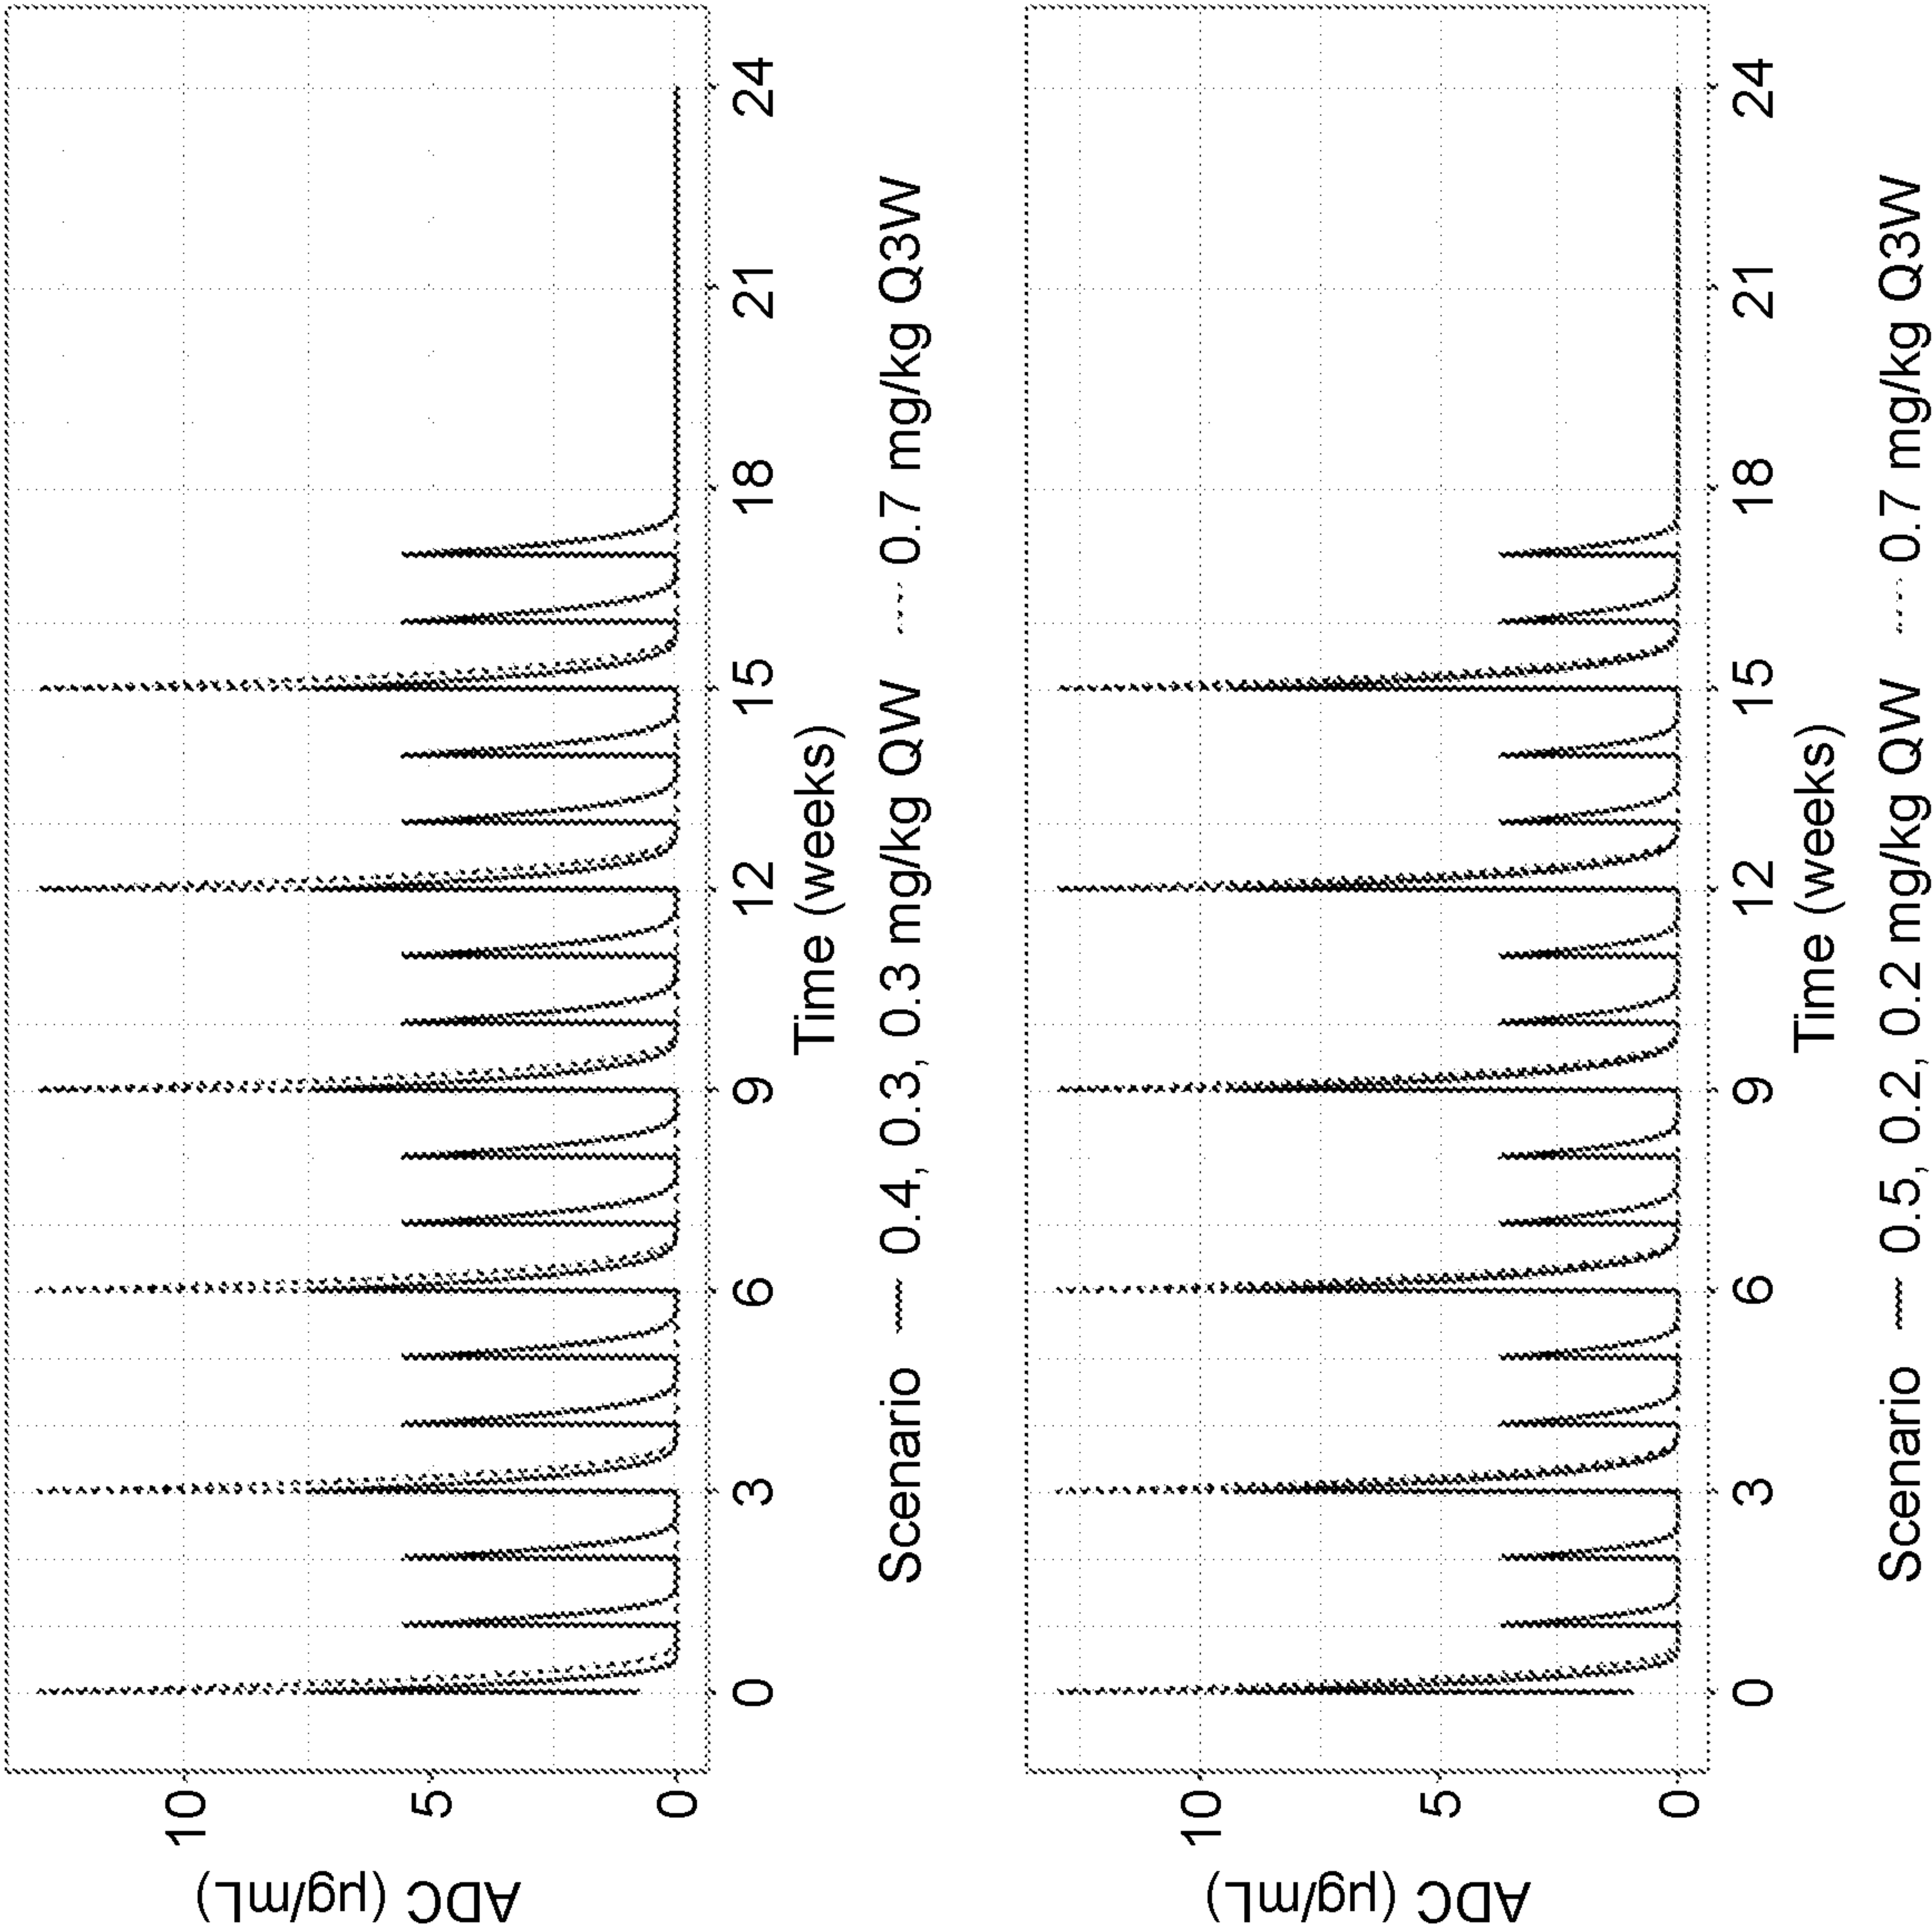 ADC (µg/mL)
10
5
0
0 3 6 9 12 15 18 21 24
Time (weeks)
Scenario 0.4, 0.3, 0.3 mg/kg QW 0.7 mg/kg Q3W
ADC (µg/mL)
10
5
0
0 3 6 9 12 15 18 21 24
Time (weeks)
Scenario 0.5, 0.2, 0.2 mg/kg QW 0.7 mg/kg Q3W